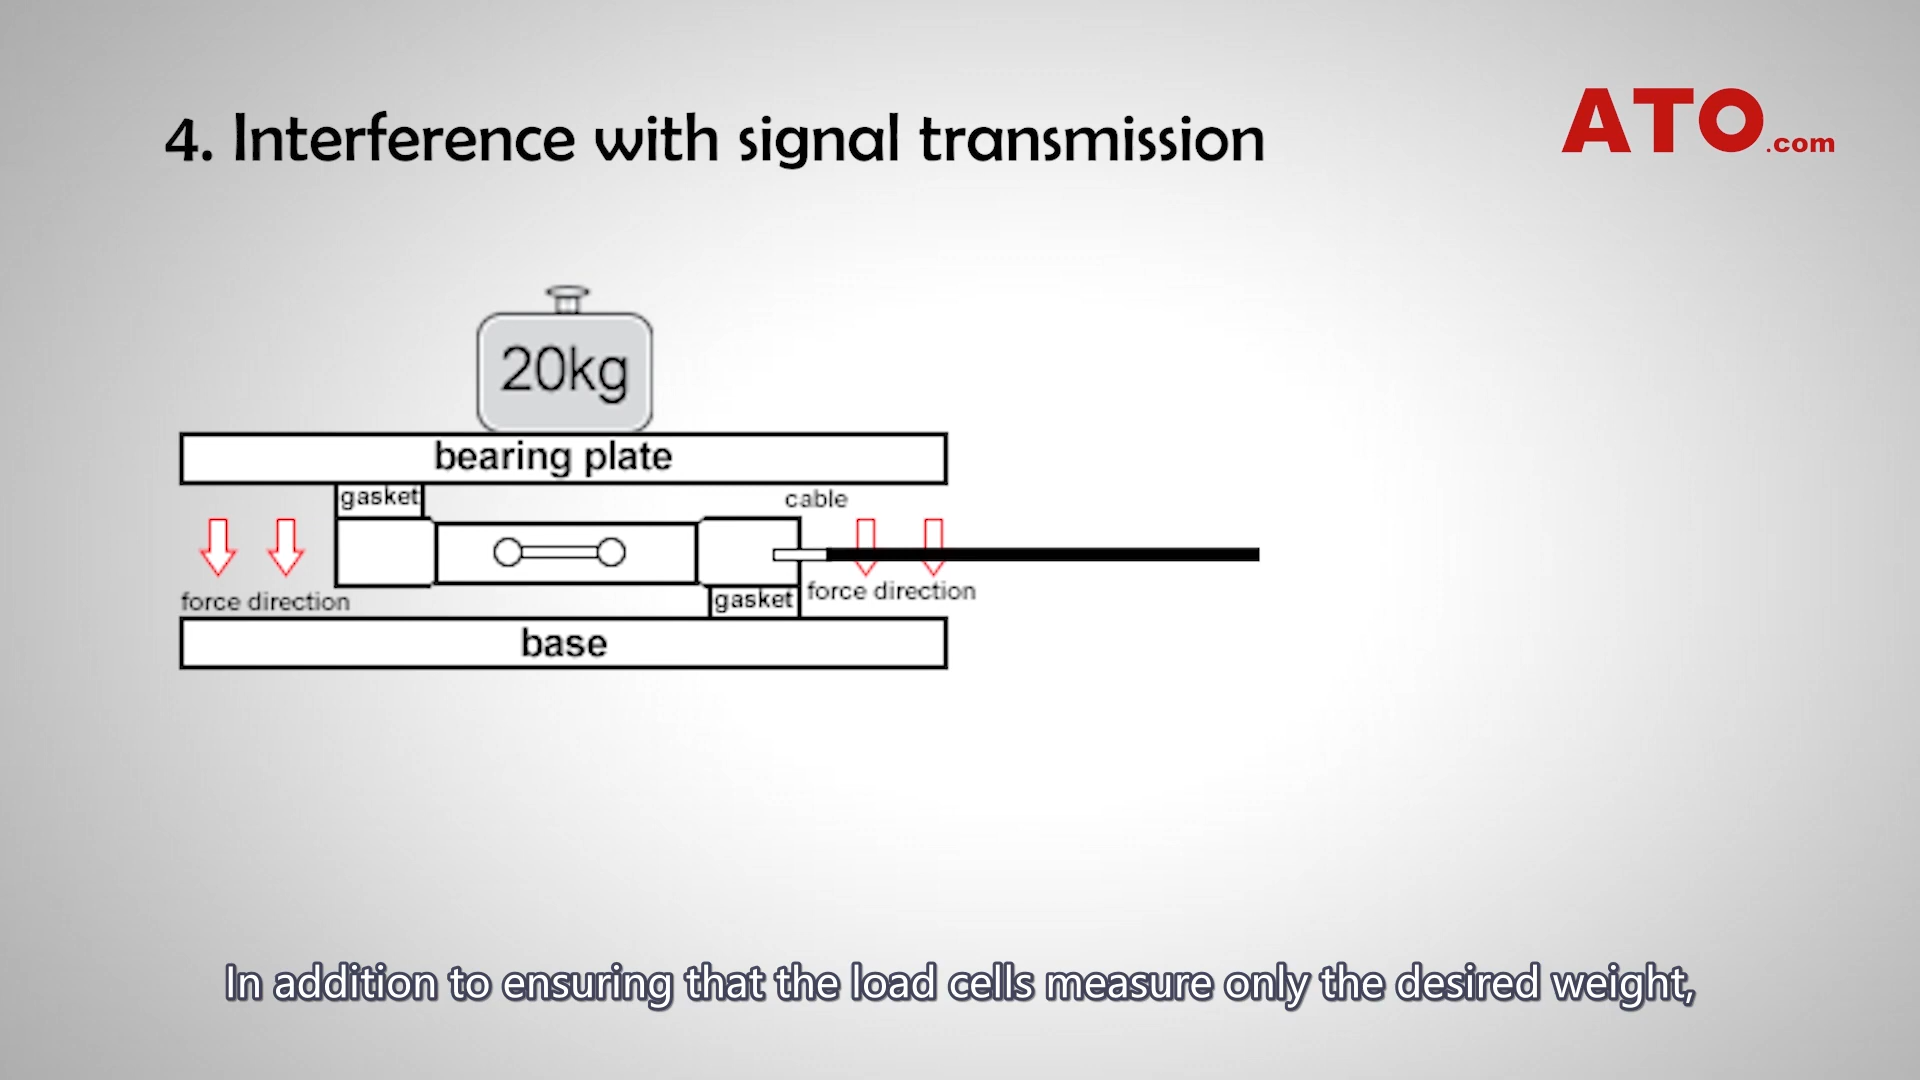 4. Interference with signal transmission
ATO.com
20kg
bearing plate
gasket
cable
force direction
gasket
force direction
base
In addition to ensuring that the load cells measure only the desired weight,